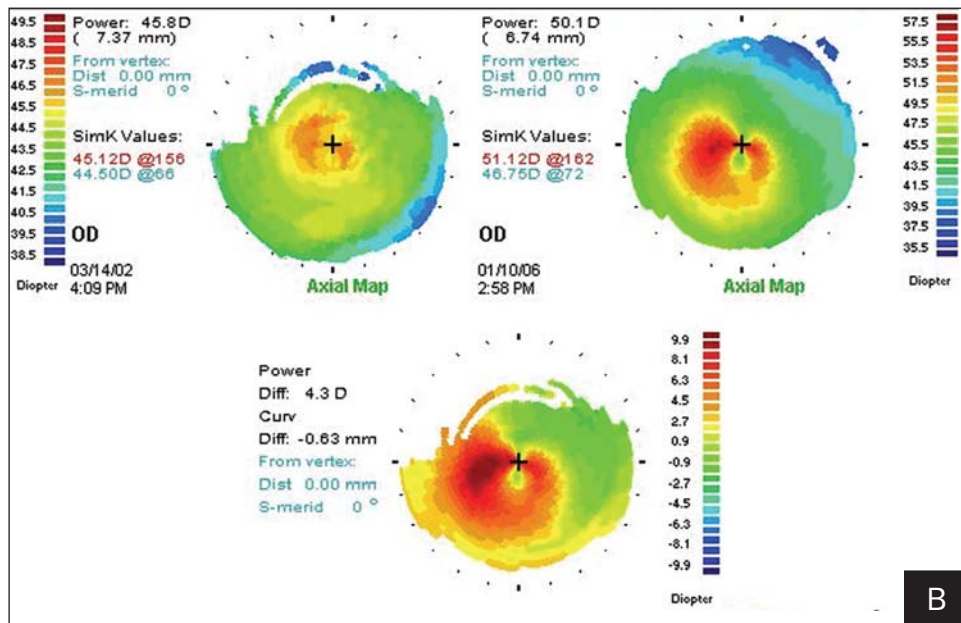 49.5
47.5
46.5
45.5
44.5
43.5
42.5
41.5
40.5
39.5
38.5
Diopter
Power: 45.8 D
( 7.37 mm)
From vertex:
Dist 0.00 mm
S-merid 0 °
SimK Values:
45.12D @156
44.50D @66
OD
03/14/02
4:09 PM
Axial Map
Power: 50.1 D
( 6.74 mm)
From vertex:
Dist 0.00 mm
S-merid 0 °
SimK Values:
51.12D @162
46.75D @72
OD
01/10/06
2:58 PM
Axial Map
57.5
55.5
53.5
51.5
49.5
47.5
45.5
43.5
41.5
39.5
37.5
35.5
Diopter
Power
Diff: 4.3 D
Curv
Diff: -0.63 mm
From vertex:
Dist 0.00 mm
S-merid 0 °
9.9
8.1
6.3
4.5
2.7
0.9
-0.9
-2.7
-4.5
-6.3
-8.1
-9.9
Diopter
B